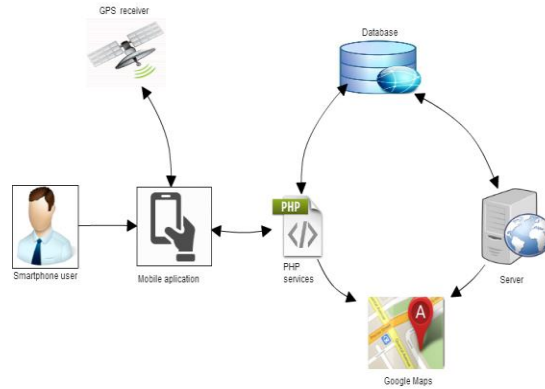 GPS receiver
Database
PHP
A
Smartphone user
Mobile aplication
PHP
services
Server
Google Maps